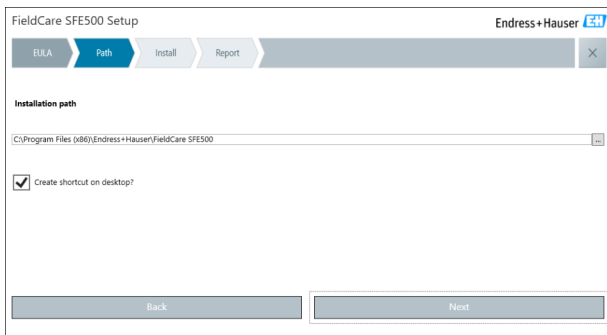 FieldCare SFE500 Setup
Endress+Hauser EH
EULA Path Install Report ×
Installation path
C:\Program Files (x86)\Endress+Hauser\FieldCare SFE500 ...
Create shortcut on desktop?
Back Next